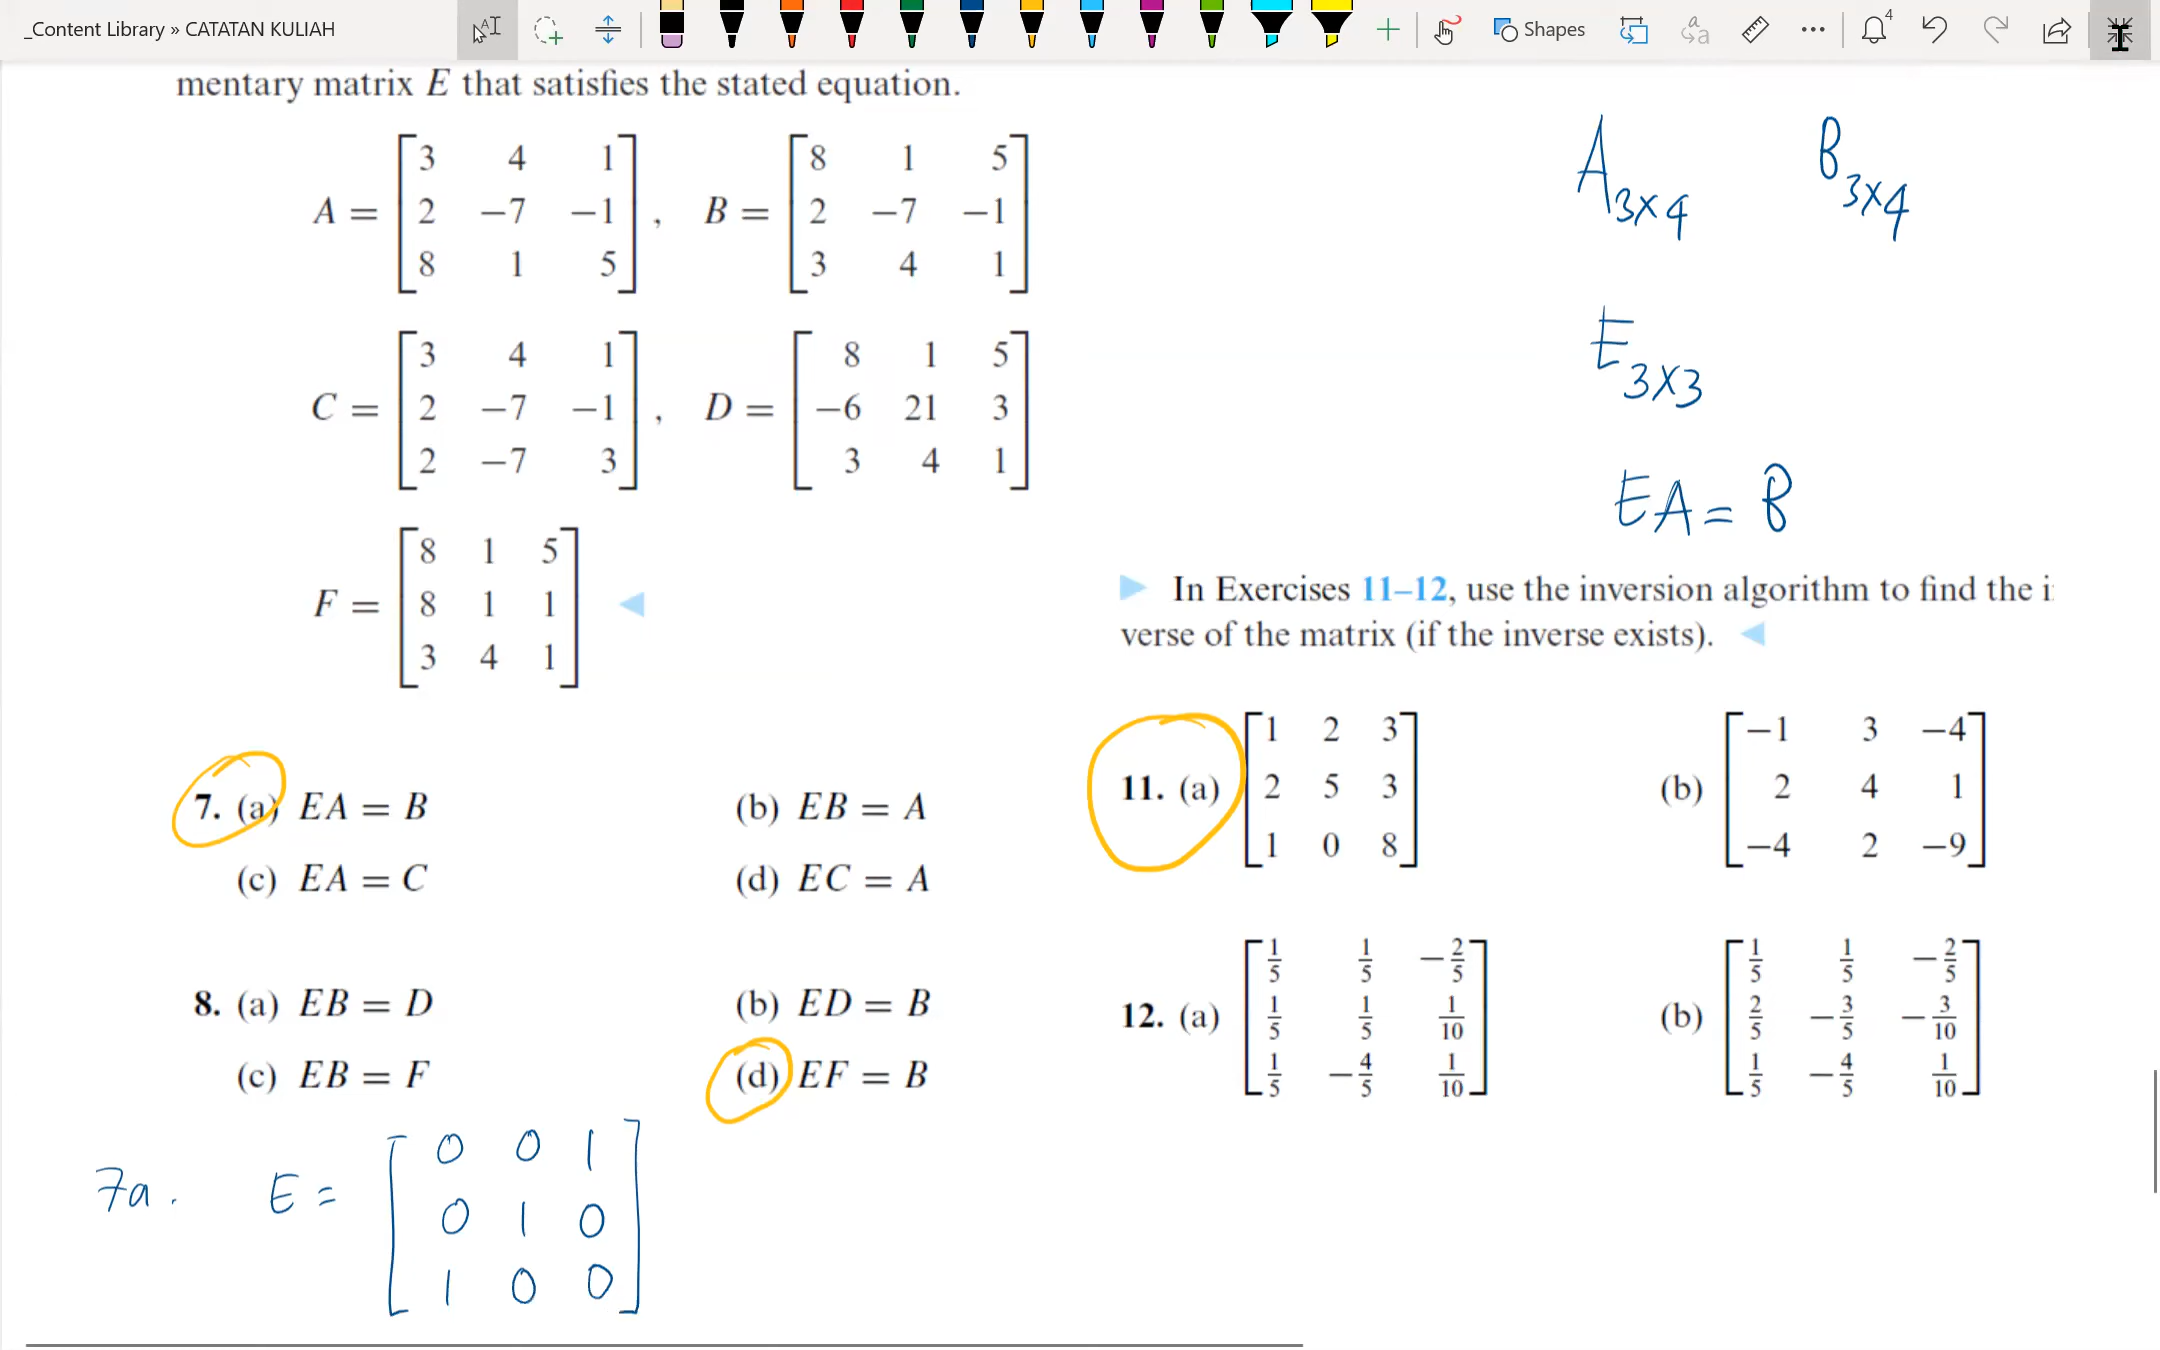 _Content Library » CATATAN KULIAH
Shapes
4
mentary matrix E that satisfies the stated equation.
A = [3 4 1
2 −7 −1
8 1 5],
B = [8 1 5
2 −7 −1
3 4 1]
C = [3 4 1
2 −7 −1
2 −7 3],
D = [8 1 5
−6 21 3
3 4 1]
F = [8 1 5
8 1 1
3 4 1]
7. (a) EA = B (b) EB = A
(c) EA = C (d) EC = A
8. (a) EB = D (b) ED = B
(c) EB = F (d) EF = B
7a. E = [0 0 1
0 1 0
1 0 0]
A3×4 B3×4
E3×3
EA = B
In Exercises 11–12, use the inversion algorithm to find the i
verse of the matrix (if the inverse exists).
11. (a) [1 2 3
2 5 3
1 0 8]
(b) [−1 3 −4
2 4 1
−4 2 −9]
12. (a) [1/5 1/5 −2/5
1/5 1/5 1/10
1/5 −4/5 1/10]
(b) [1/5 1/5 −2/5
2/5 −3/5 −3/10
1/5 −4/5 1/10]